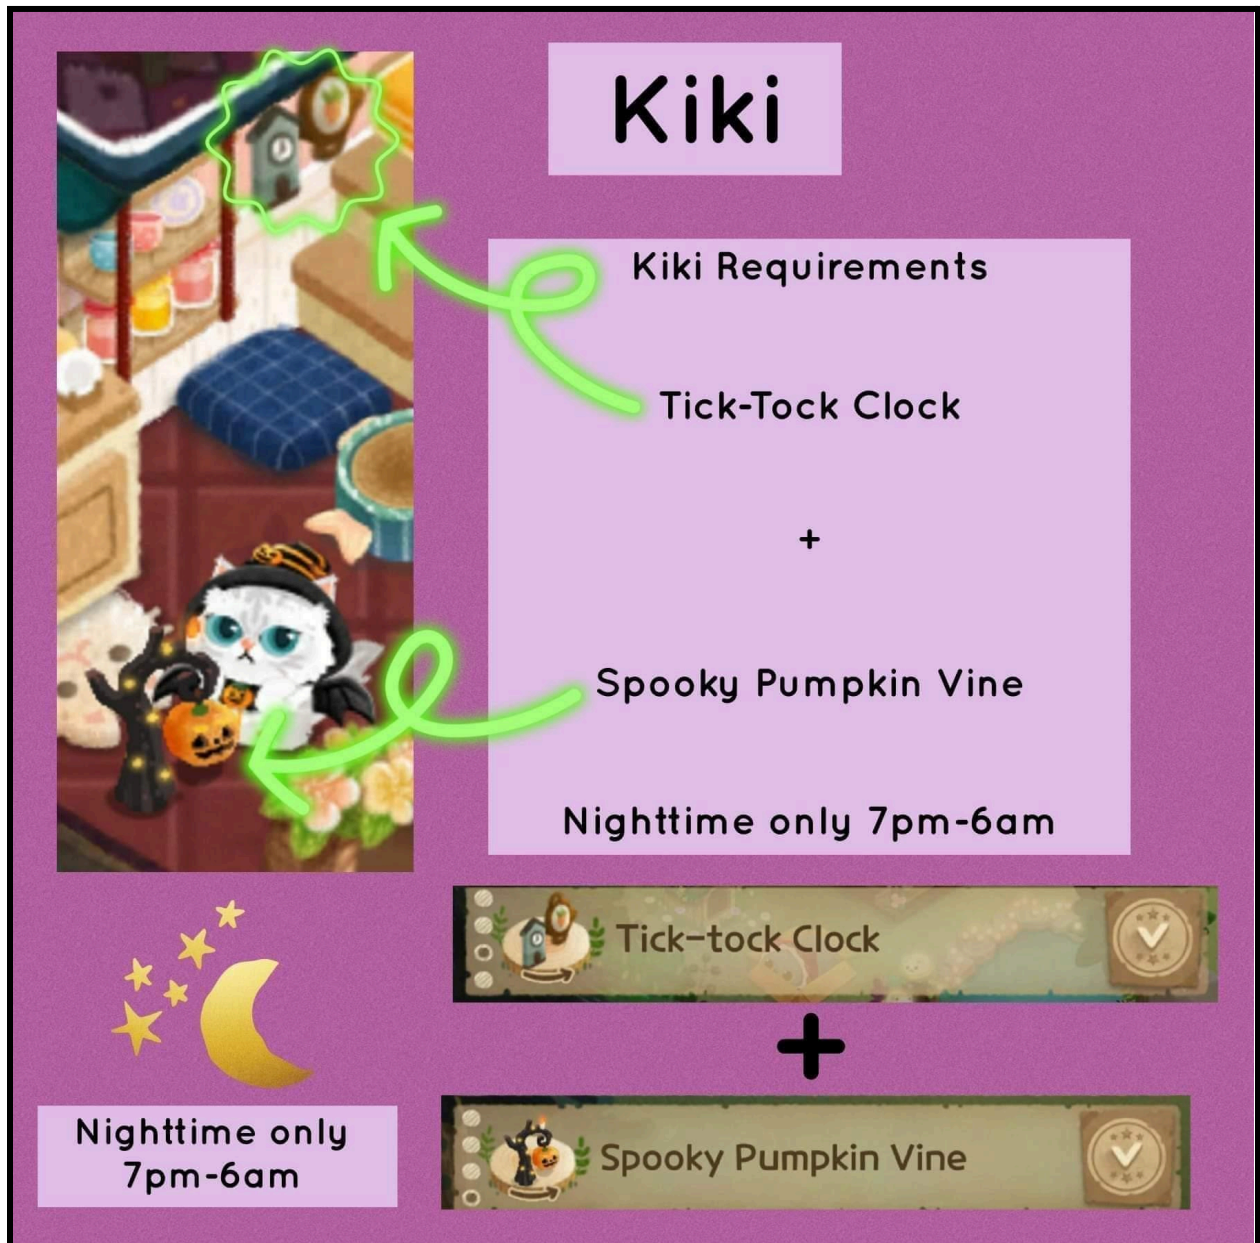 Kiki
Kiki Requirements
Tick-Tock Clock
+
Spooky Pumpkin Vine
Nighttime only 7pm-6am
Tick-tock Clock
+
Spooky Pumpkin Vine
Nighttime only
7pm-6am